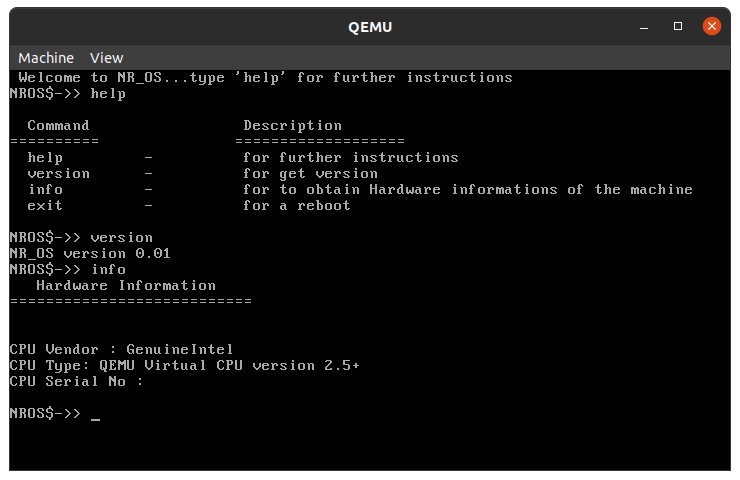 QEMU
Machine View
Welcome to NR_OS...type 'help' for further instructions
NROS$->> help
Command Description
========== ===================
help - for further instructions
version - for get version
info - for to obtain Hardware informations of the machine
exit - for a reboot
NROS$->> version
NR_OS version 0.01
NROS$->> info
Hardware Information
===========================
CPU Vendor : GenuineIntel
CPU Type: QEMU Virtual CPU version 2.5+
CPU Serial No :
NROS$->> _